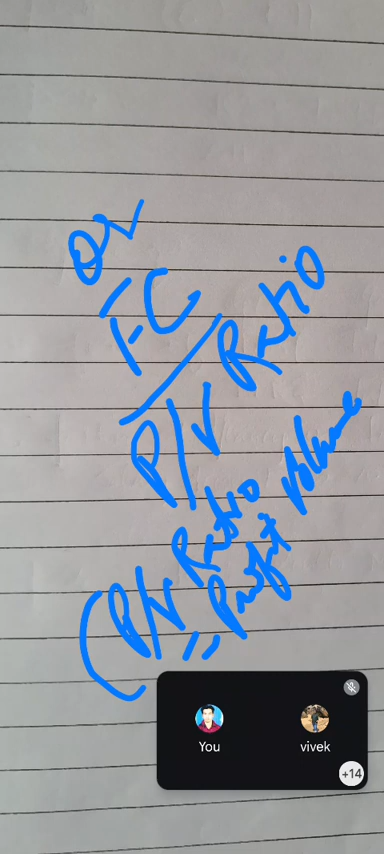 or
FC
P/V Ratio
(P/V Ratio
= Profit Volume
You
vivek
+14